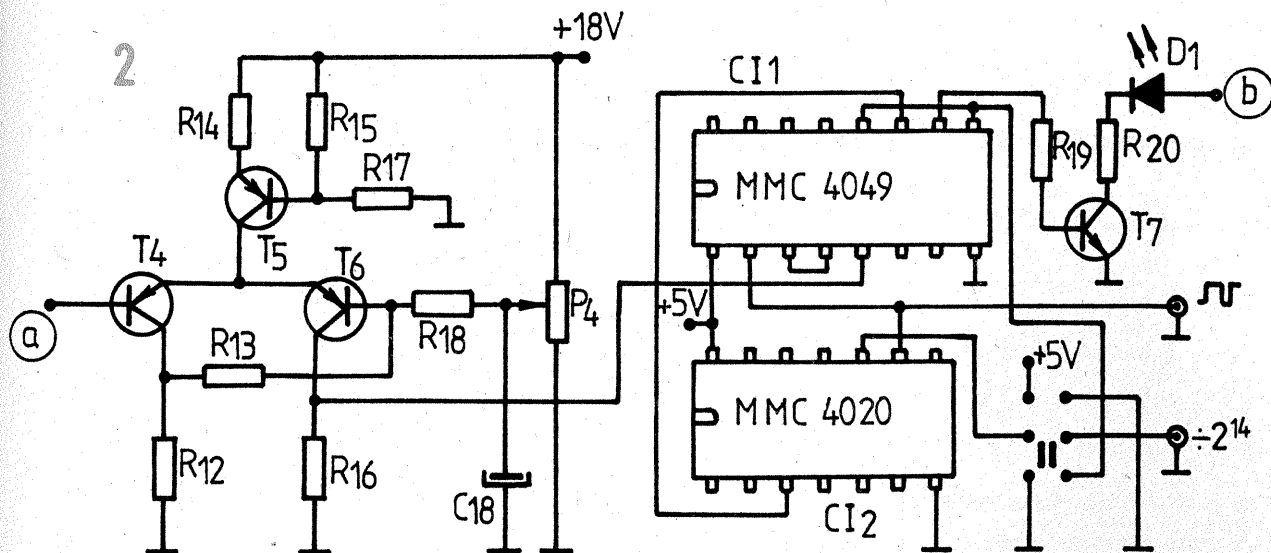 2
+18V
CI1
D1
b
R14
R15
R17
R19
R20
MMC 4049
T5
T7
T4
T6
a
R18
P4
+5V
R13
+5V
MMC 4020
÷2¹⁴
R12
R16
C18
CI2